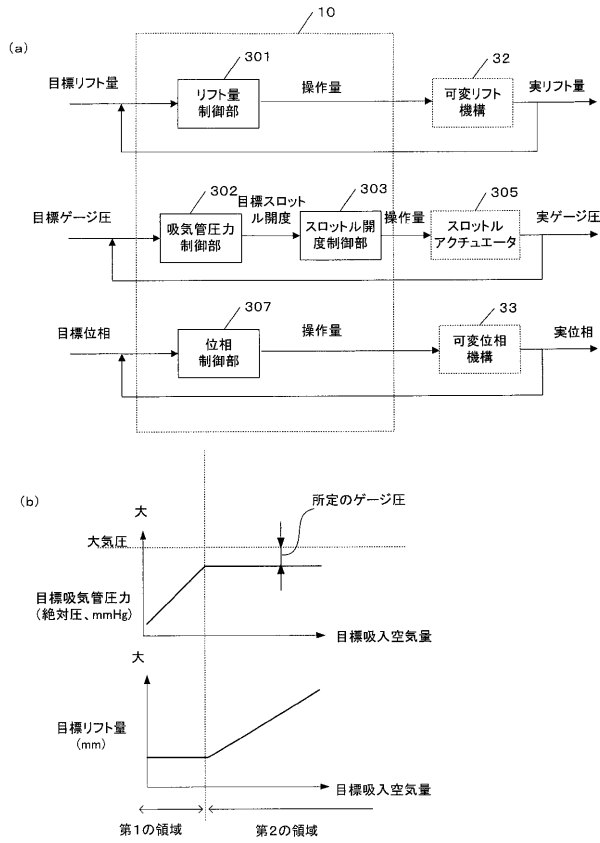 10
(a)
301
32
目標リフト量
リフト量
制御部
操作量
可変リフト
機構
実リフト量
302
目標スロット
ル開度
303
305
目標ゲージ圧
吸気管圧力
制御部
スロットル開
度制御部
操作量
スロットル
アクチュエータ
実ゲージ圧
307
33
目標位相
位相
制御部
操作量
可変位相
機構
実位相
(b)
大
所定のゲージ圧
大気圧
目標吸気管圧力
(絶対圧、mmHg)
目標吸入空気量
大
目標リフト量
(mm)
目標吸入空気量
第1の領域
第2の領域